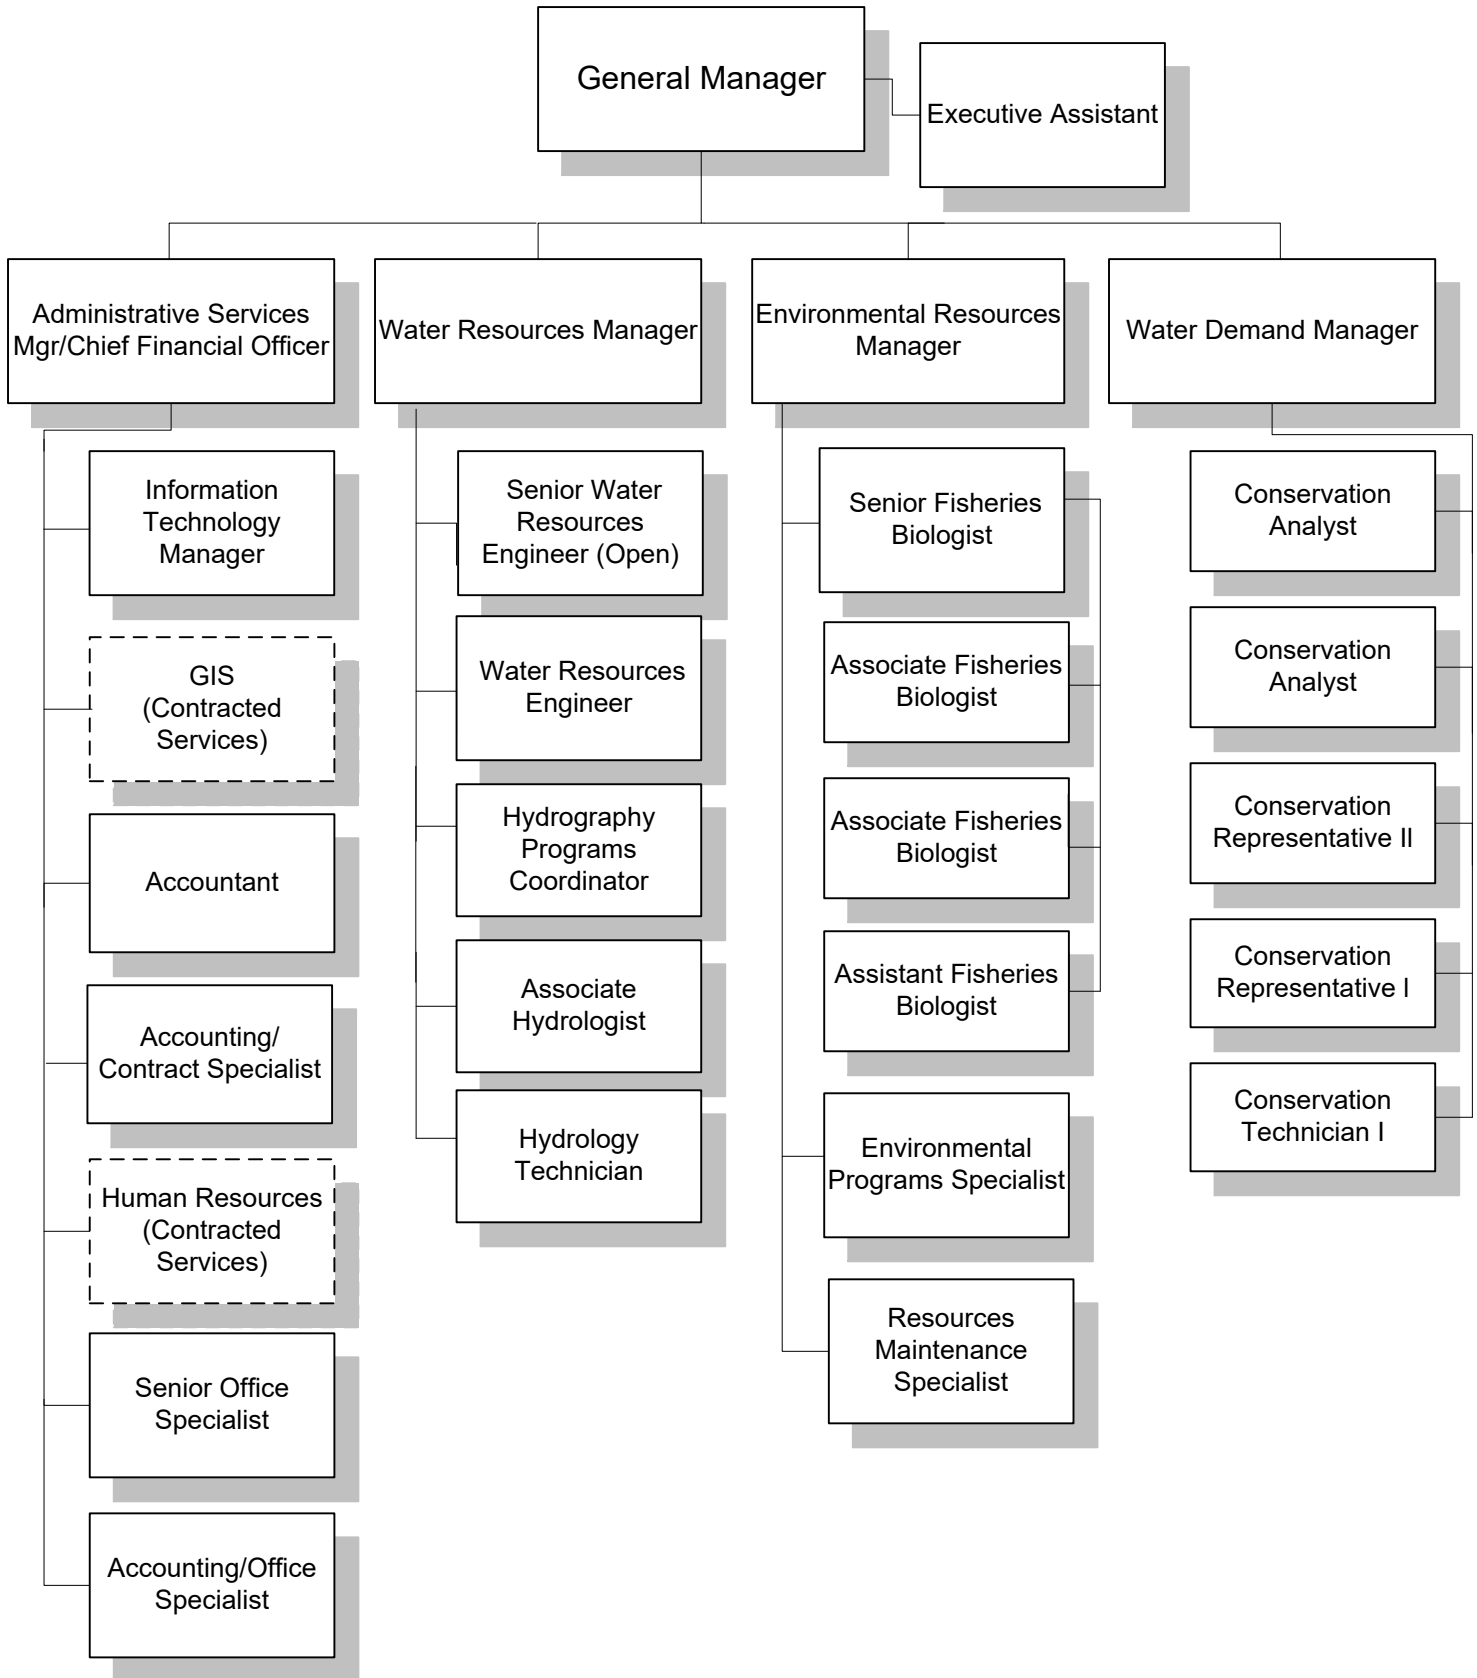 General Manager
Executive Assistant
Administrative Services
Mgr/Chief Financial Officer
Water Resources Manager
Environmental Resources
Manager
Water Demand Manager
Information
Technology
Manager
GIS
(Contracted
Services)
Accountant
Accounting/
Contract Specialist
Human Resources
(Contracted
Services)
Senior Office
Specialist
Accounting/Office
Specialist
Senior Water
Resources
Engineer (Open)
Water Resources
Engineer
Hydrography
Programs
Coordinator
Associate
Hydrologist
Hydrology
Technician
Senior Fisheries
Biologist
Associate Fisheries
Biologist
Associate Fisheries
Biologist
Assistant Fisheries
Biologist
Environmental
Programs Specialist
Resources
Maintenance
Specialist
Conservation
Analyst
Conservation
Analyst
Conservation
Representative II
Conservation
Representative I
Conservation
Technician I